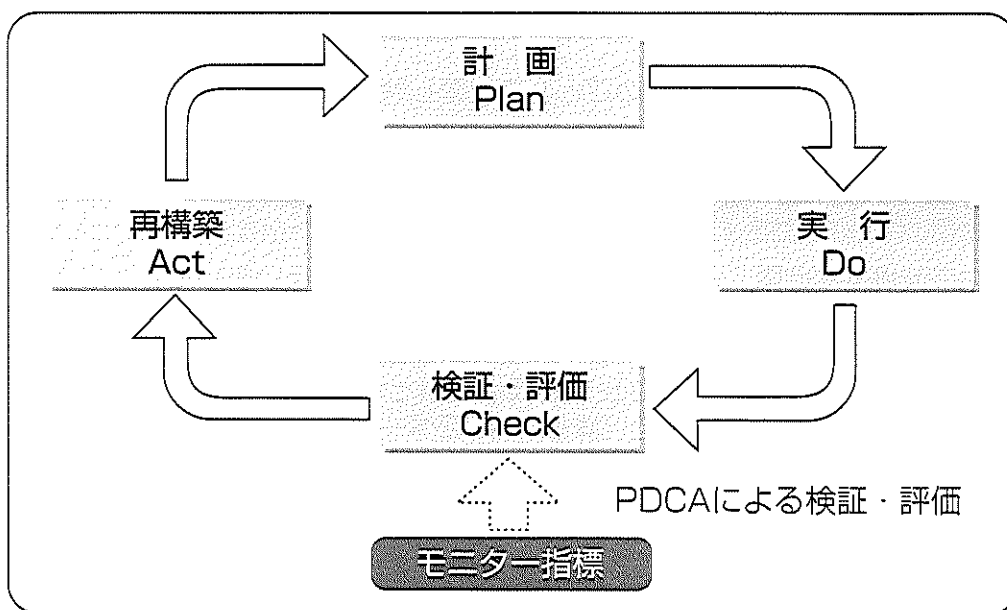 計　画
Plan
再構築
Act
実　行
Do
検証・評価
Check
PDCAによる検証・評価
モニター指標